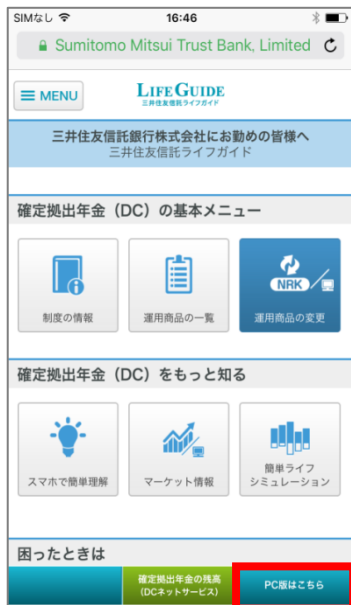 SIMなし 16:46
Sumitomo Mitsui Trust Bank, Limited
MENU
LIFE GUIDE
三井住友信託ライフガイド
三井住友信託銀行株式会社にお勤めの皆様へ
三井住友信託ライフガイド
確定拠出年金（DC）の基本メニュー
制度の情報
運用商品の一覧
NRK
運用商品の変更
確定拠出年金（DC）をもっと知る
スマホで簡単理解
マーケット情報
簡単ライフ
シミュレーション
困ったときは
確定拠出年金の残高
(DCネットサービス)
PC版はこちら